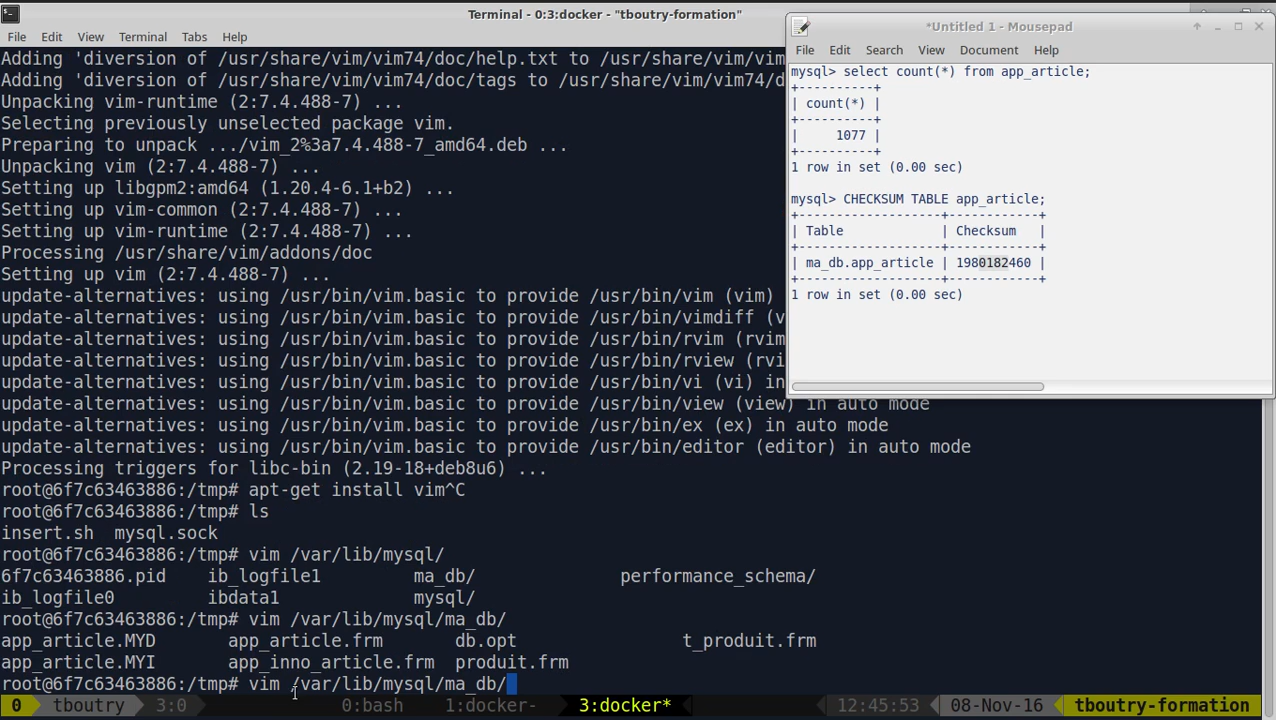 Terminal - 0:3:docker - "tboutry-formation"
File Edit View Terminal Tabs Help
Adding 'diversion of /usr/share/vim/vim74/doc/help.txt to /usr/share/vim/vim
Adding 'diversion of /usr/share/vim/vim74/doc/tags to /usr/share/vim/vim74/d
Unpacking vim-runtime (2:7.4.488-7) ...
Selecting previously unselected package vim.
Preparing to unpack .../vim_2%3a7.4.488-7_amd64.deb ...
Unpacking vim (2:7.4.488-7) ...
Setting up libgpm2:amd64 (1.20.4-6.1+b2) ...
Setting up vim-common (2:7.4.488-7) ...
Setting up vim-runtime (2:7.4.488-7) ...
Processing /usr/share/vim/addons/doc
Setting up vim (2:7.4.488-7) ...
update-alternatives: using /usr/bin/vim.basic to provide /usr/bin/vim (vim)
update-alternatives: using /usr/bin/vim.basic to provide /usr/bin/vimdiff (v
update-alternatives: using /usr/bin/vim.basic to provide /usr/bin/rvim (rvim
update-alternatives: using /usr/bin/vim.basic to provide /usr/bin/rview (rvi
update-alternatives: using /usr/bin/vim.basic to provide /usr/bin/vi (vi) in
update-alternatives: using /usr/bin/vim.basic to provide /usr/bin/view (view) in auto mode
update-alternatives: using /usr/bin/vim.basic to provide /usr/bin/ex (ex) in auto mode
update-alternatives: using /usr/bin/vim.basic to provide /usr/bin/editor (editor) in auto mode
Processing triggers for libc-bin (2.19-18+deb8u6) ...
root@6f7c63463886:/tmp# apt-get install vim^C
root@6f7c63463886:/tmp# ls
insert.sh mysql.sock
root@6f7c63463886:/tmp# vim /var/lib/mysql/
6f7c63463886.pid ib_logfile1 ma_db/ performance_schema/
ib_logfile0 ibdata1 mysql/
root@6f7c63463886:/tmp# vim /var/lib/mysql/ma_db/
app_article.MYD app_article.frm db.opt t_produit.frm
app_article.MYI app_inno_article.frm produit.frm
root@6f7c63463886:/tmp# vim /var/lib/mysql/ma_db/
0 tboutry 3:0 0:bash 1:docker- 3:docker* 12:45:53 08-Nov-16 tboutry-formation
*Untitled 1 - Mousepad
File Edit Search View Document Help
mysql> select count(*) from app_article;
+----------+
| count(*) |
+----------+
| 1077 |
+----------+
1 row in set (0.00 sec)
mysql> CHECKSUM TABLE app_article;
+-------------------+------------+
| Table | Checksum |
+-------------------+------------+
| ma_db.app_article | 1980182460 |
+-------------------+------------+
1 row in set (0.00 sec)